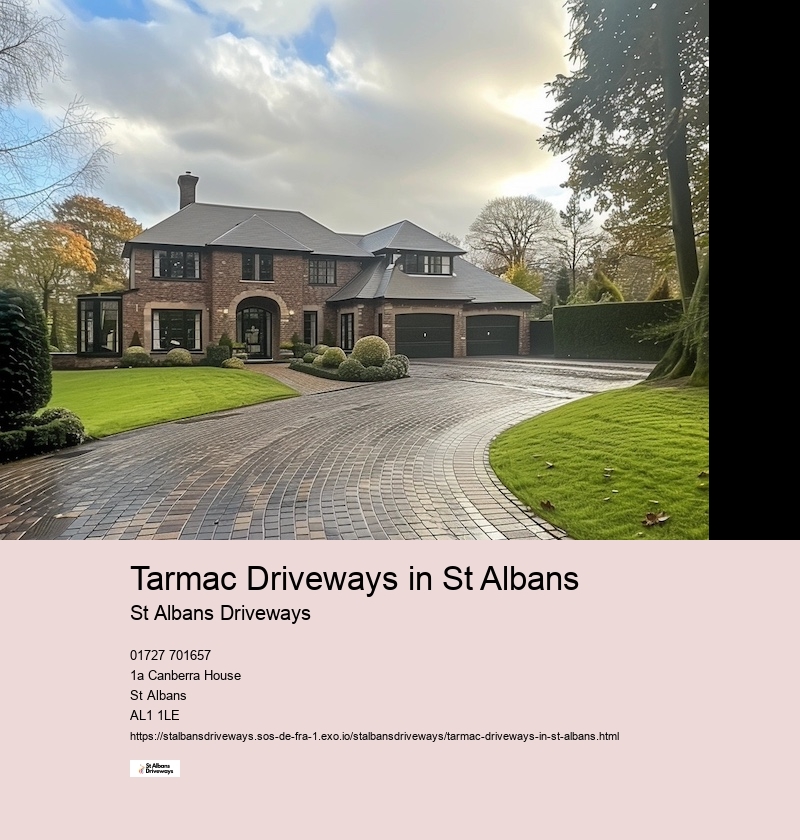 Tarmac Driveways in St Albans
St Albans Driveways
01727 701657
1a Canberra House
St Albans
AL1 1LE
https://stalbansdriveways.sos-de-fra-1.exo.io/stalbansdriveways/tarmac-driveways-in-st-albans.html
St Albans
Driveways